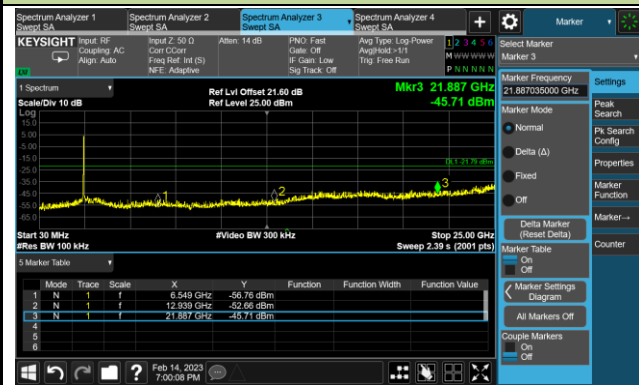 Spectrum Analyzer 1
Swept SA
Spectrum Analyzer 2
Swept SA
Spectrum Analyzer 3
Swept SA
Spectrum Analyzer 4
Swept SA
+
Marker
KEYSIGHT
Input: RF
Coupling: AC
Align: Auto
Input Z: 50 Ω
Corr CCorr
Freq Ref: Int (S)
NFE: Adaptive
Atten: 14 dB
PNO: Fast
Gate: Off
IF Gain: Low
Sig Track: Off
Avg Type: Log-Power
Avg|Hold:>1/1
Trig: Free Run
1 2 3 4 5 6
M W W W W W
P N N N N N
Select Marker
Marker 3
1 Spectrum
Scale/Div 10 dB
Log
Ref Lvl Offset 21.60 dB
Ref Level 25.00 dBm
Mkr3 21.887 GHz
-45.71 dBm
15.0
5.00
-5.00
-15.0
-25.0
-35.0
-45.0
-55.0
-65.0
DL1 -21.79 dBm
1
2
3
Start 30 MHz
#Res BW 100 kHz
#Video BW 300 kHz
Stop 25.00 GHz
Sweep 2.39 s (2001 pts)
5 Marker Table
Mode Trace Scale X Y Function Function Width Function Value
1 N 1 f 6.549 GHz -56.76 dBm
2 N 1 f 12.939 GHz -52.66 dBm
3 N 1 f 21.887 GHz -45.71 dBm
4
5
6
Marker Frequency
21.887035000 GHz
Marker Mode
Normal
Delta (Δ)
Fixed
Off
Delta Marker
(Reset Delta)
Marker Table
On
Off
Marker Settings
Diagram
All Markers Off
Couple Markers
On
Off
Settings
Peak
Search
Pk Search
Config
Properties
Marker
Function
Marker→
Counter
?
Feb 14, 2023
7:00:08 PM